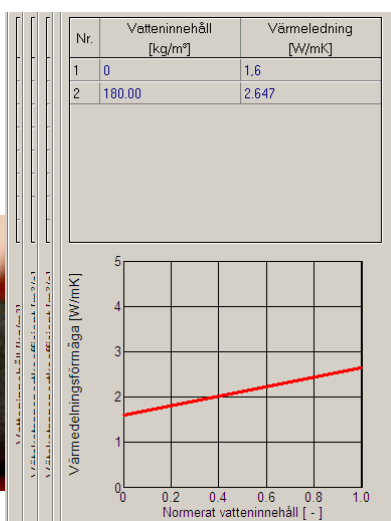 Nr. Vatteninnehåll [kg/m³] Värmeledning [W/mK]
1 0 1,6
2 180.00 2.647
Värmedelningsförmåga [W/mK]
5
4
3
2
1
0
0 0.2 0.4 0.6 0.8 1.0
Normerat vatteninnehåll [ - ]